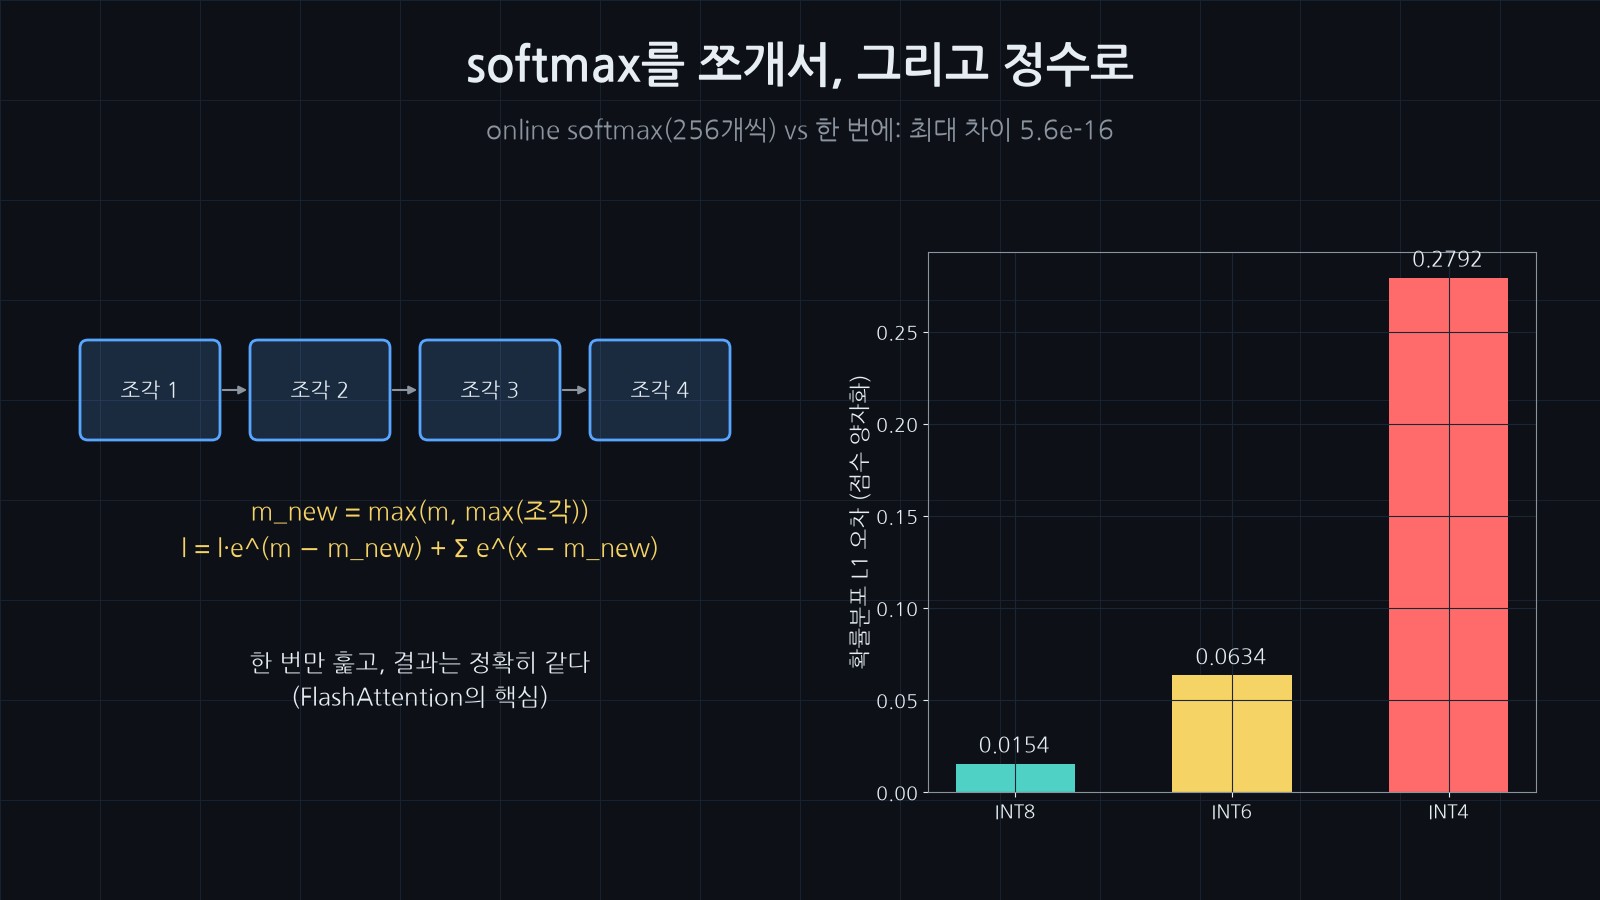 softmax를 쪼개서, 그리고 정수로
online softmax(256개씩) vs 한 번에: 최대 차이 5.6e-16
조각 1
조각 2
조각 3
조각 4
m_new = max(m, max(조각))
l = l·e^(m − m_new) + Σ e^(x − m_new)
한 번만 훑고, 결과는 정확히 같다
(FlashAttention의 핵심)
확률분포 L1 오차 (점수 양자화)
0.25
0.20
0.15
0.10
0.05
0.00
0.0154
0.0634
0.2792
INT8
INT6
INT4